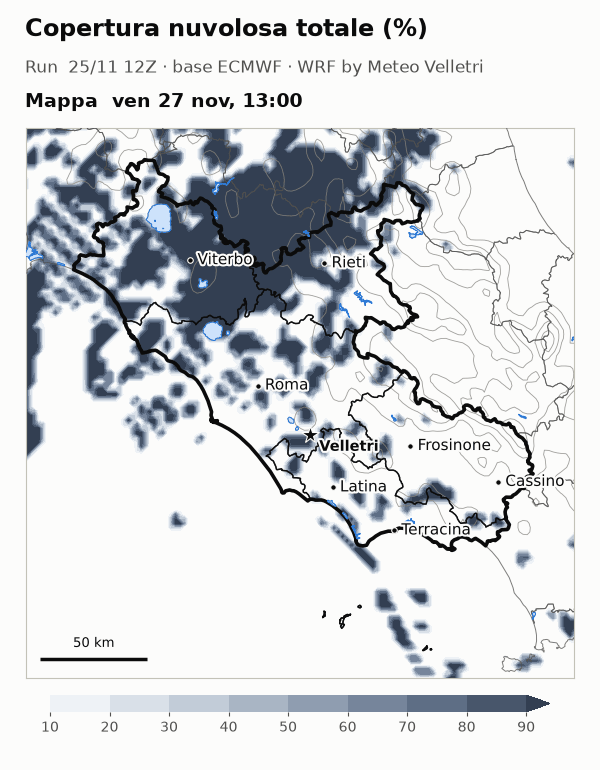 Copertura nuvolosa totale (%)
Run  25/11 12Z · base ECMWF · WRF by Meteo Velletri
Mappa  ven 27 nov, 13:00
Viterbo
Rieti
Roma
Velletri
Frosinone
Cassino
Latina
Terracina
50 km
10 20 30 40 50 60 70 80 90